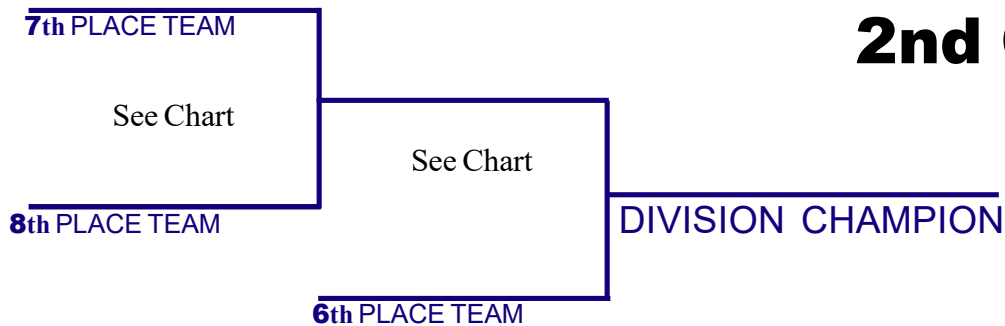 7th PLACE TEAM
2nd
See Chart
See Chart
8th PLACE TEAM
DIVISION CHAMPION
6th PLACE TEAM